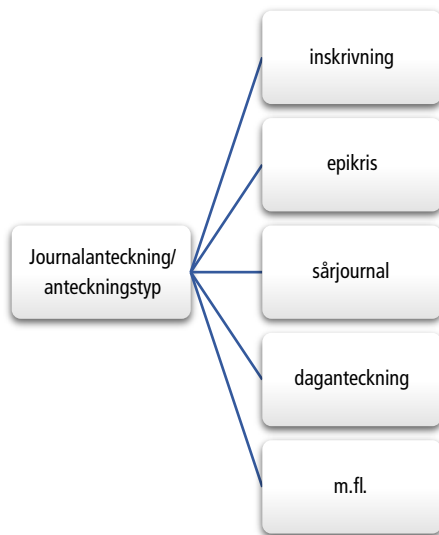 inskrivning
epikris
Journalanteckning/
anteckningstyp
sårjournal
daganteckning
m.fl.